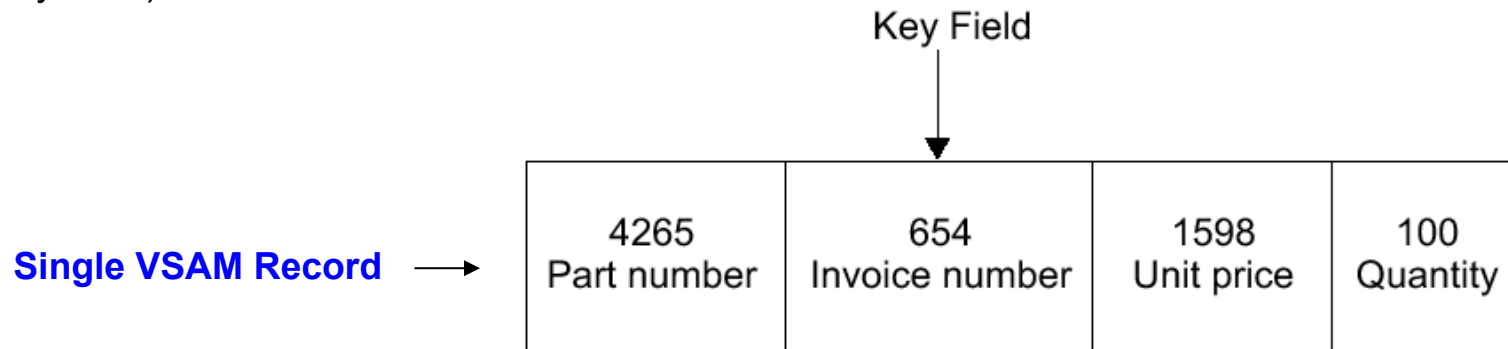 Key Field
4265 654 1598 100
Single VSAM Record
Part number Invoice number Unit price Quantity